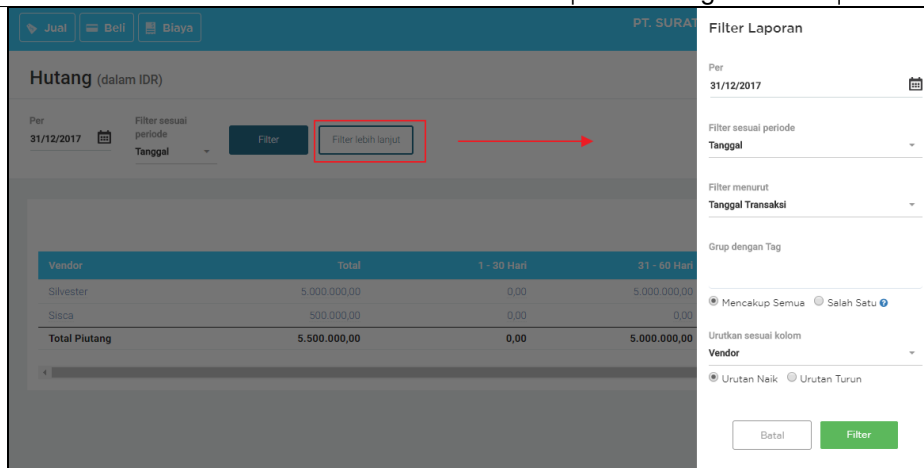 Jual Beli Biaya
PT. SURAT
Hutang (dalam IDR)
Per
31/12/2017
Filter sesuai
periode
Tanggal
Filter
Filter lebih lanjut
Vendor Total 1 - 30 Hari 31 - 60 Hari
Silvester 5.000.000,00 0,00 5.000.000,00
Sisca 500.000,00 0,00 0,00
Total Piutang 5.500.000,00 0,00 5.000.000,00
Filter Laporan
Per
31/12/2017
Filter sesuai periode
Tanggal
Filter menurut
Tanggal Transaksi
Grup dengan Tag
Mencakup Semua Salah Satu ?
Urutkan sesuai kolom
Vendor
Urutan Naik Urutan Turun
Batal Filter